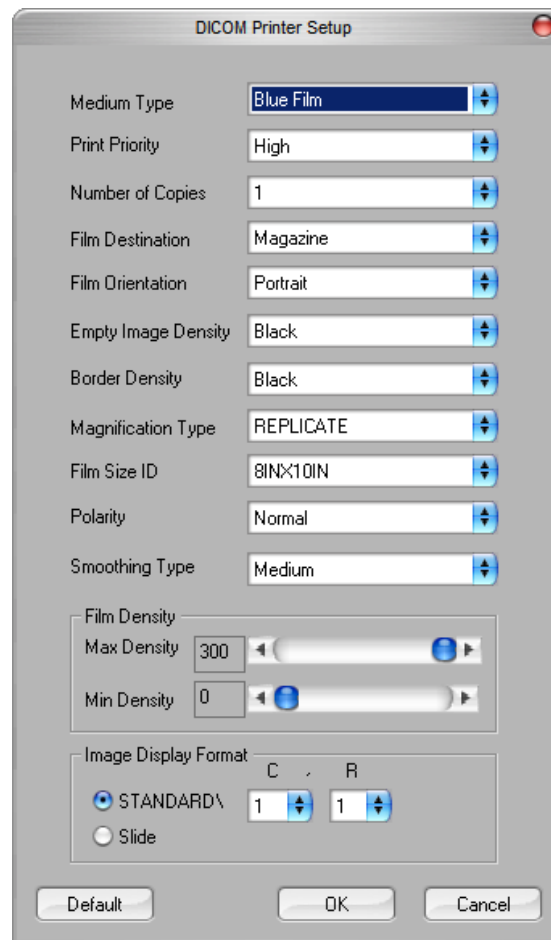 DICOM Printer Setup
Medium Type Blue Film
Print Priority High
Number of Copies 1
Film Destination Magazine
Film Orientation Portrait
Empty Image Density Black
Border Density Black
Magnification Type REPLICATE
Film Size ID 8INX10IN
Polarity Normal
Smoothing Type Medium
Film Density
Max Density 300
Min Density 0
Image Display Format
C , R
STANDARD\ 1 1
Slide
Default OK Cancel